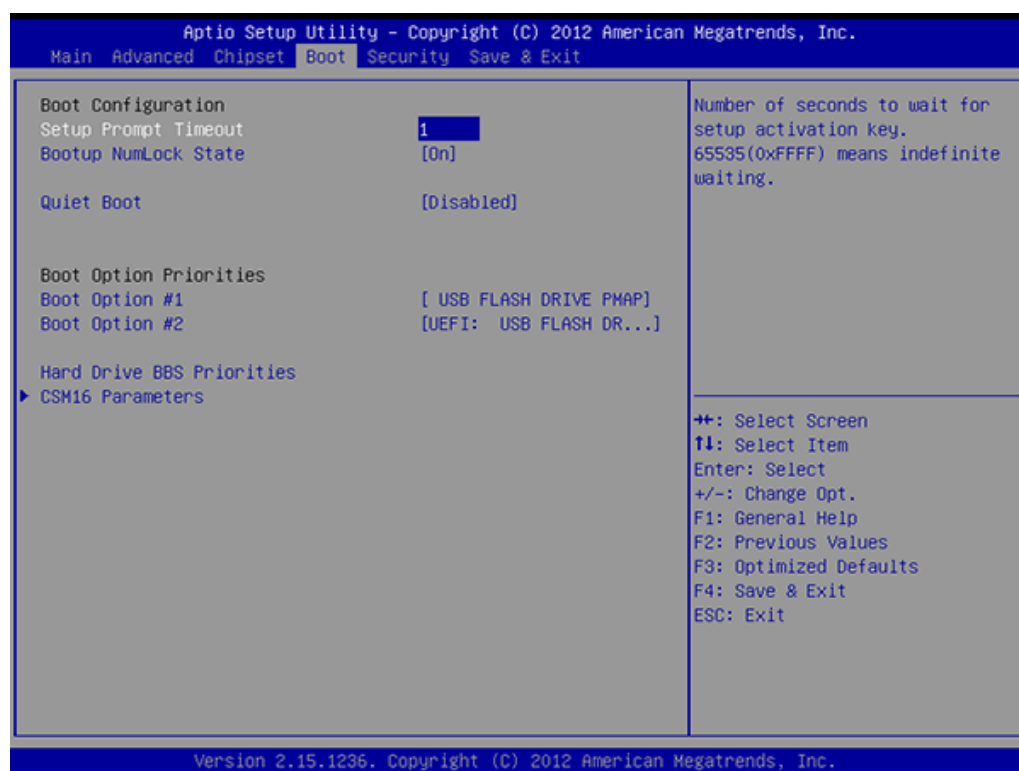 Aptio Setup Utility – Copyright (C) 2012 American Megatrends, Inc.
Main Advanced Chipset Boot Security Save & Exit
Boot Configuration
Setup Prompt Timeout 1
Bootup NumLock State [On]
Quiet Boot [Disabled]
Boot Option Priorities
Boot Option #1 [ USB FLASH DRIVE PMAP]
Boot Option #2 [UEFI: USB FLASH DR...]
Hard Drive BBS Priorities
CSM16 Parameters
Number of seconds to wait for
setup activation key.
65535(0xFFFF) means indefinite
waiting.
→←: Select Screen
↑↓: Select Item
Enter: Select
+/-: Change Opt.
F1: General Help
F2: Previous Values
F3: Optimized Defaults
F4: Save & Exit
ESC: Exit
Version 2.15.1236. Copyright (C) 2012 American Megatrends, Inc.